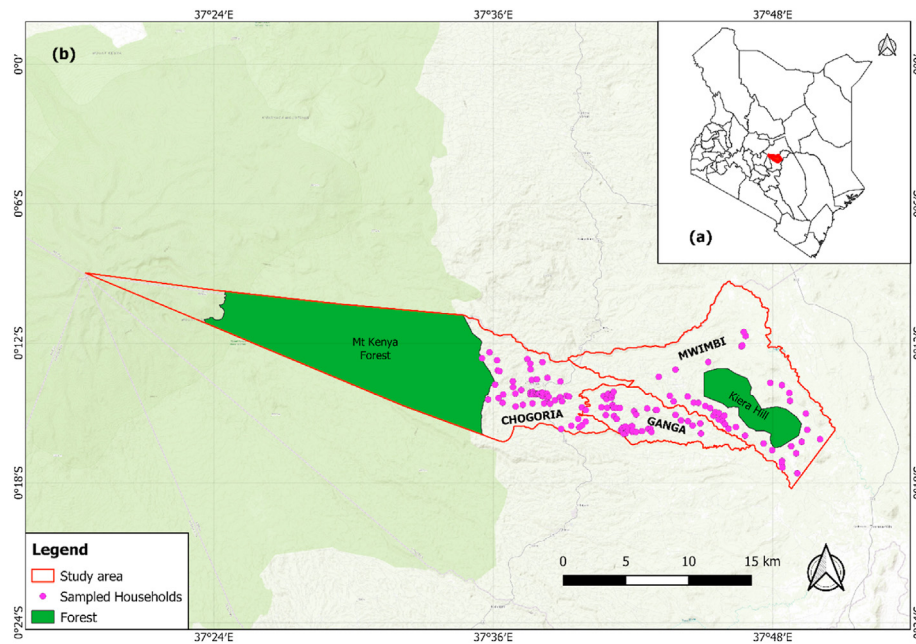 37°24′E 37°36′E 37°48′E
(b)
0°0′
(a)
0°6′S
0°12′S
Mt Kenya
Forest
MWIMBI
Kiera Hill
CHOGORIA
GANGA
0°18′S
Legend
Study area
Sampled Households
Forest
0 5 10 15 km
0°24′S
37°24′E 37°36′E 37°48′E